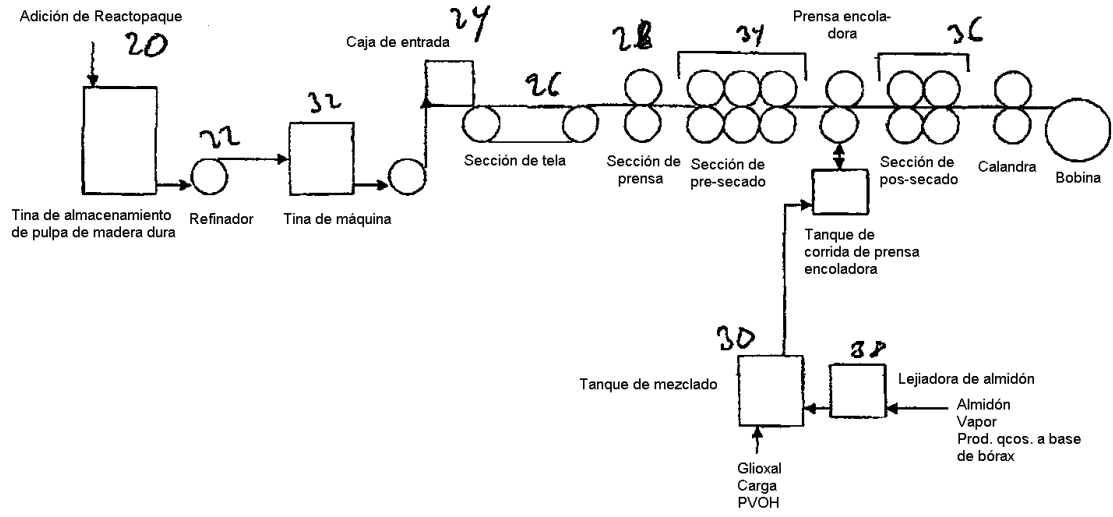 Adición de Reactopaque
20
Tina de almacenamiento
de pulpa de madera dura
22
Refinador
32
Tina de máquina
Caja de entrada
24
26
Sección de tela
28
Sección de
prensa
34
Sección de
pre-secado
Prensa encola-
dora
36
Sección de
pos-secado
Calandra
Bobina
Tanque de
corrida de prensa
encoladora
30
Tanque de mezclado
38
Lejiadora de almidón
Almidón
Vapor
Prod. qcos. a base
de bórax
Glioxal
Carga
PVOH